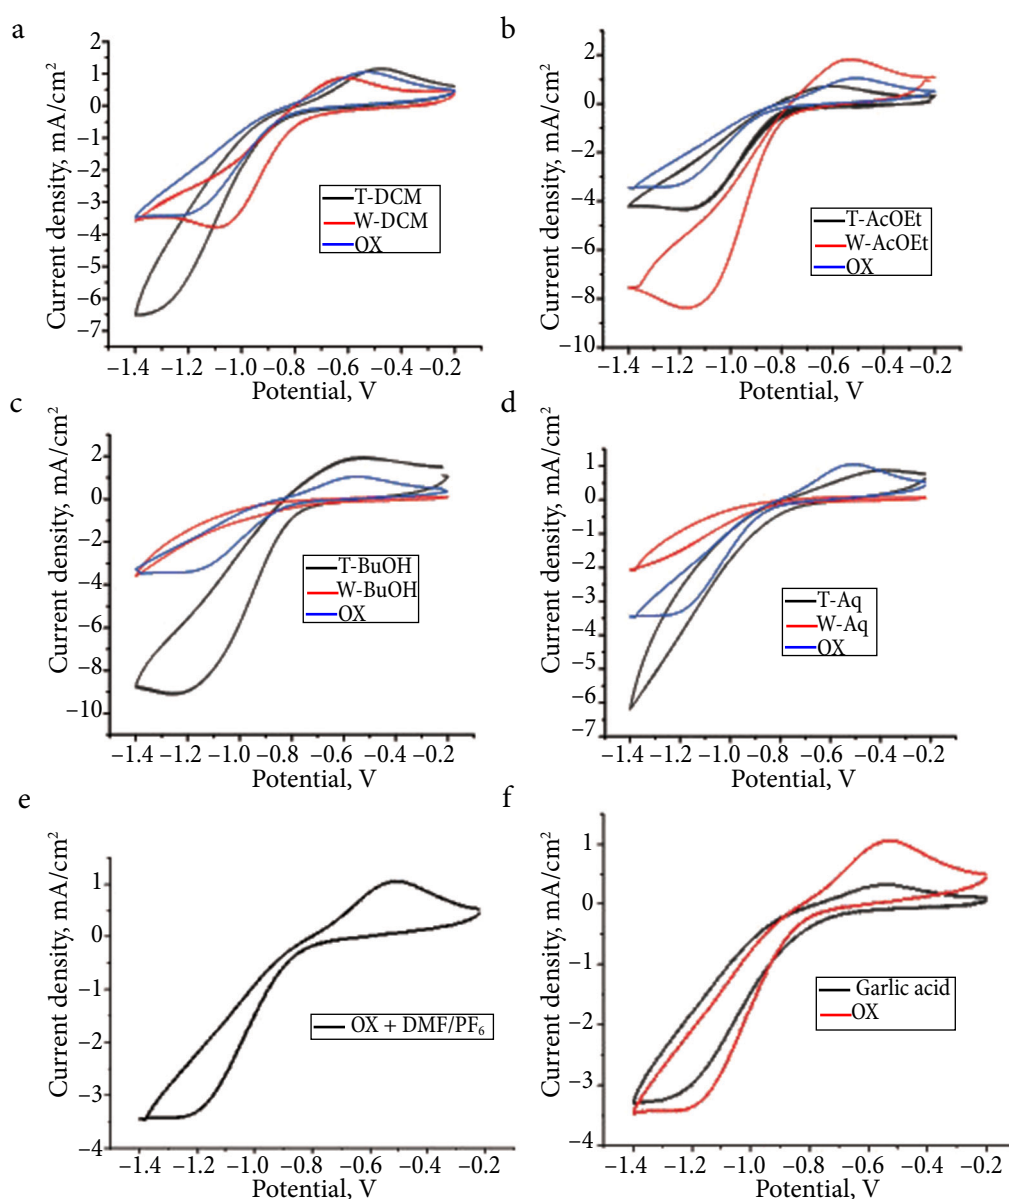 a
2
1
0
−1
−2
−3
−4
−5
−6
−7
Current density, mA/cm²
T-DCM
W-DCM
OX
−1.4 −1.2 −1.0 −0.8 −0.6 −0.4 −0.2
Potential, V
b
4
2
0
−2
−4
−6
−8
−10
Current density, mA/cm²
T-AcOEt
W-AcOEt
OX
−1.4 −1.2 −1.0 −0.8 −0.6 −0.4 −0.2
Potential, V
c
2
0
−2
−4
−6
−8
−10
Current density, mA/cm²
T-BuOH
W-BuOH
OX
−1.4 −1.2 −1.0 −0.8 −0.6 −0.4 −0.2
Potential, V
d
1
0
−1
−2
−3
−4
−5
−6
−7
Current density, mA/cm²
T-Aq
W-Aq
OX
−1.4 −1.2 −1.0 −0.8 −0.6 −0.4 −0.2
Potential, V
e
1
0
−1
−2
−3
−4
Current density, mA/cm²
OX + DMF/PF₆
−1.4 −1.2 −1.0 −0.8 −0.6 −0.4 −0.2
Potential, V
f
1
0
−1
−2
−3
−4
Current density, mA/cm²
Garlic acid
OX
−1.4 −1.2 −1.0 −0.8 −0.6 −0.4 −0.2
Potential, V